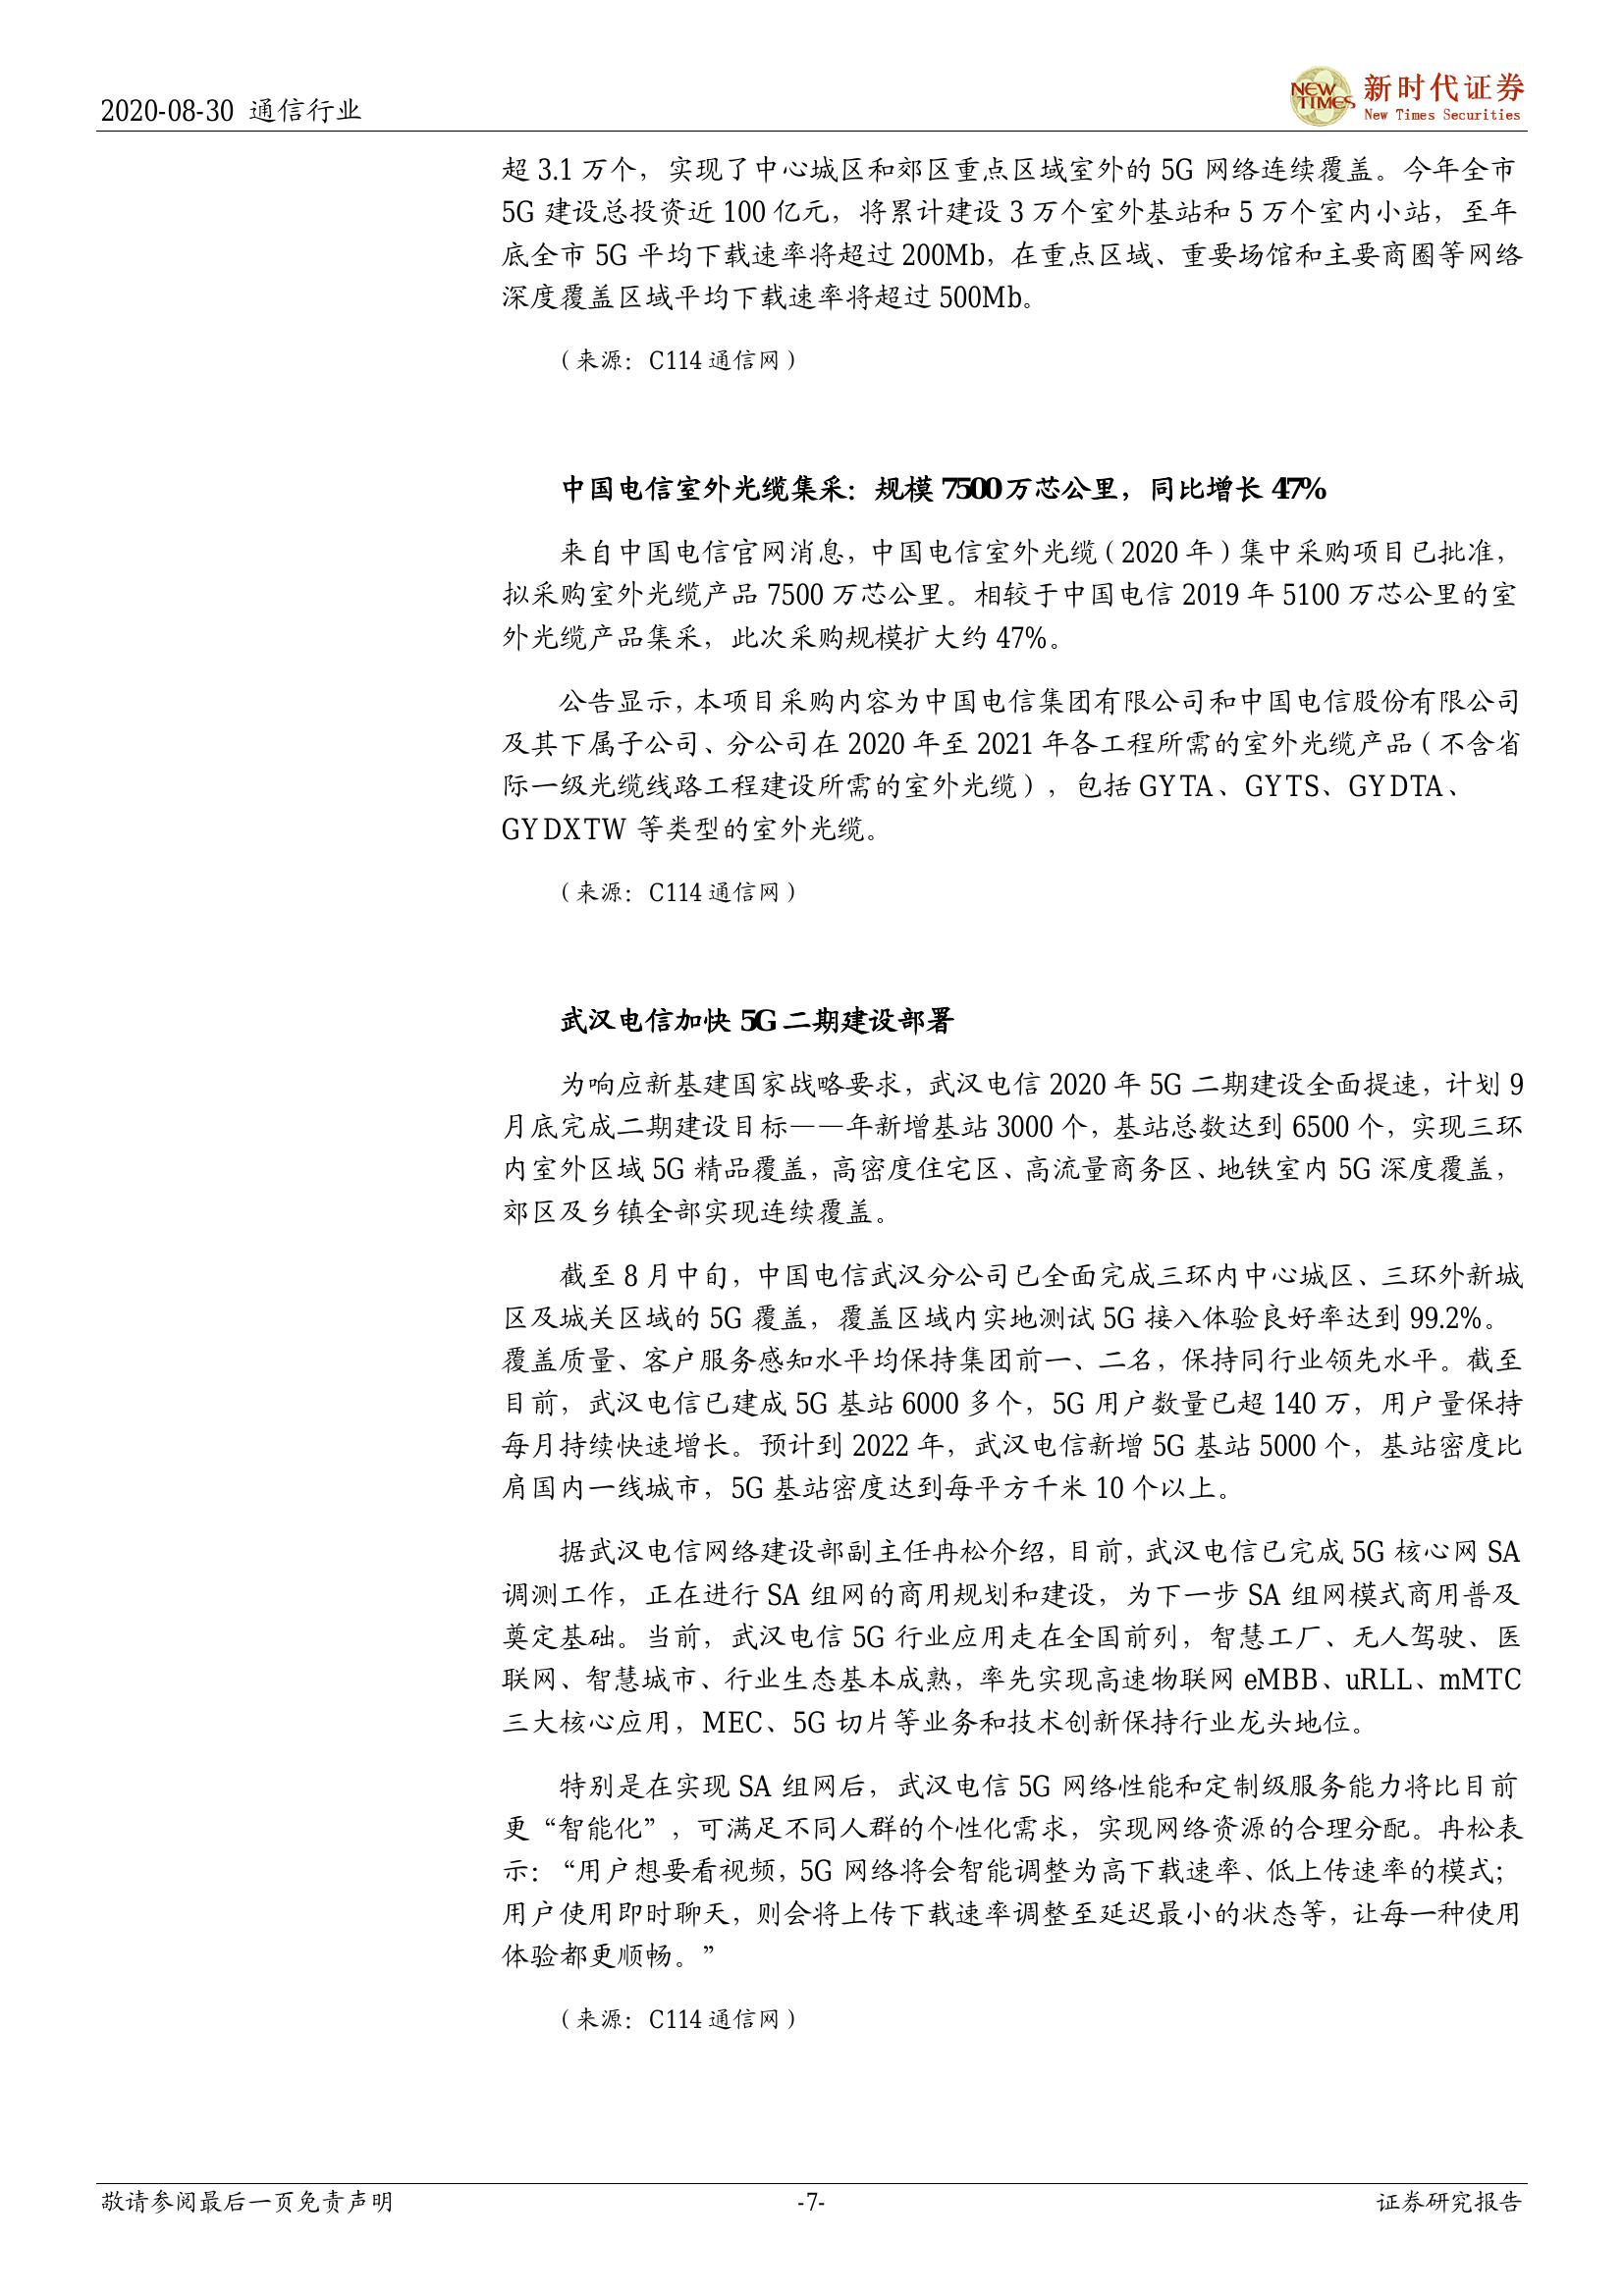 2020-08-30 通信行业
NEW TIMES 新时代证券
New Times Securities
超 3.1 万个，实现了中心城区和郊区重点区域室外的 5G 网络连续覆盖。今年全市
5G 建设总投资近 100 亿元，将累计建设 3 万个室外基站和 5 万个室内小站，至年
底全市 5G 平均下载速率将超过 200Mb，在重点区域、重要场馆和主要商圈等网络
深度覆盖区域平均下载速率将超过 500Mb。
（来源：C114 通信网）
中国电信室外光缆集采：规模 7500 万芯公里，同比增长 47%
来自中国电信官网消息，中国电信室外光缆（2020 年）集中采购项目已批准，
拟采购室外光缆产品 7500 万芯公里。相较于中国电信 2019 年 5100 万芯公里的室
外光缆产品集采，此次采购规模扩大约 47%。
公告显示，本项目采购内容为中国电信集团有限公司和中国电信股份有限公司
及其下属子公司、分公司在 2020 年至 2021 年各工程所需的室外光缆产品（不含省
际一级光缆线路工程建设所需的室外光缆），包括 GYTA、GYTS、GYDTA、
GYDXTW 等类型的室外光缆。
（来源：C114 通信网）
武汉电信加快 5G 二期建设部署
为响应新基建国家战略要求，武汉电信 2020 年 5G 二期建设全面提速，计划 9
月底完成二期建设目标——年新增基站 3000 个，基站总数达到 6500 个，实现三环
内室外区域 5G 精品覆盖，高密度住宅区、高流量商务区、地铁室内 5G 深度覆盖，
郊区及乡镇全部实现连续覆盖。
截至 8 月中旬，中国电信武汉分公司已全面完成三环内中心城区、三环外新城
区及城关区域的 5G 覆盖，覆盖区域内实地测试 5G 接入体验良好率达到 99.2%。
覆盖质量、客户服务感知水平均保持集团前一、二名，保持同行业领先水平。截至
目前，武汉电信已建成 5G 基站 6000 多个，5G 用户数量已超 140 万，用户量保持
每月持续快速增长。预计到 2022 年，武汉电信新增 5G 基站 5000 个，基站密度比
肩国内一线城市，5G 基站密度达到每平方千米 10 个以上。
据武汉电信网络建设部副主任冉松介绍，目前，武汉电信已完成 5G 核心网 SA
调测工作，正在进行 SA 组网的商用规划和建设，为下一步 SA 组网模式商用普及
奠定基础。当前，武汉电信 5G 行业应用走在全国前列，智慧工厂、无人驾驶、医
联网、智慧城市、行业生态基本成熟，率先实现高速物联网 eMBB、uRLL、mMTC
三大核心应用，MEC、5G 切片等业务和技术创新保持行业龙头地位。
特别是在实现 SA 组网后，武汉电信 5G 网络性能和定制级服务能力将比目前
更“智能化”，可满足不同人群的个性化需求，实现网络资源的合理分配。冉松表
示：“用户想要看视频，5G 网络将会智能调整为高下载速率、低上传速率的模式；
用户使用即时聊天，则会将上传下载速率调整至延迟最小的状态等，让每一种使用
体验都更顺畅。”
（来源：C114 通信网）
敬请参阅最后一页免责声明 -7- 证券研究报告